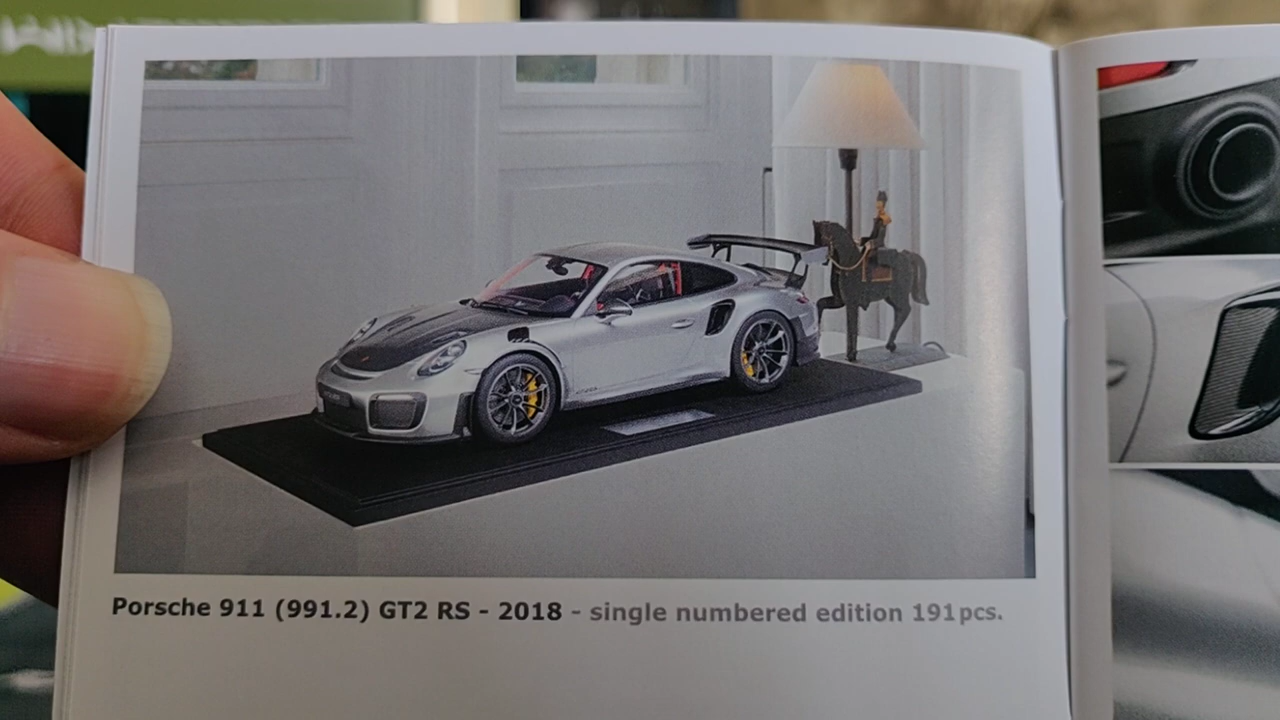 Porsche 911 (991.2) GT2 RS - 2018 - single numbered edition 191 pcs.